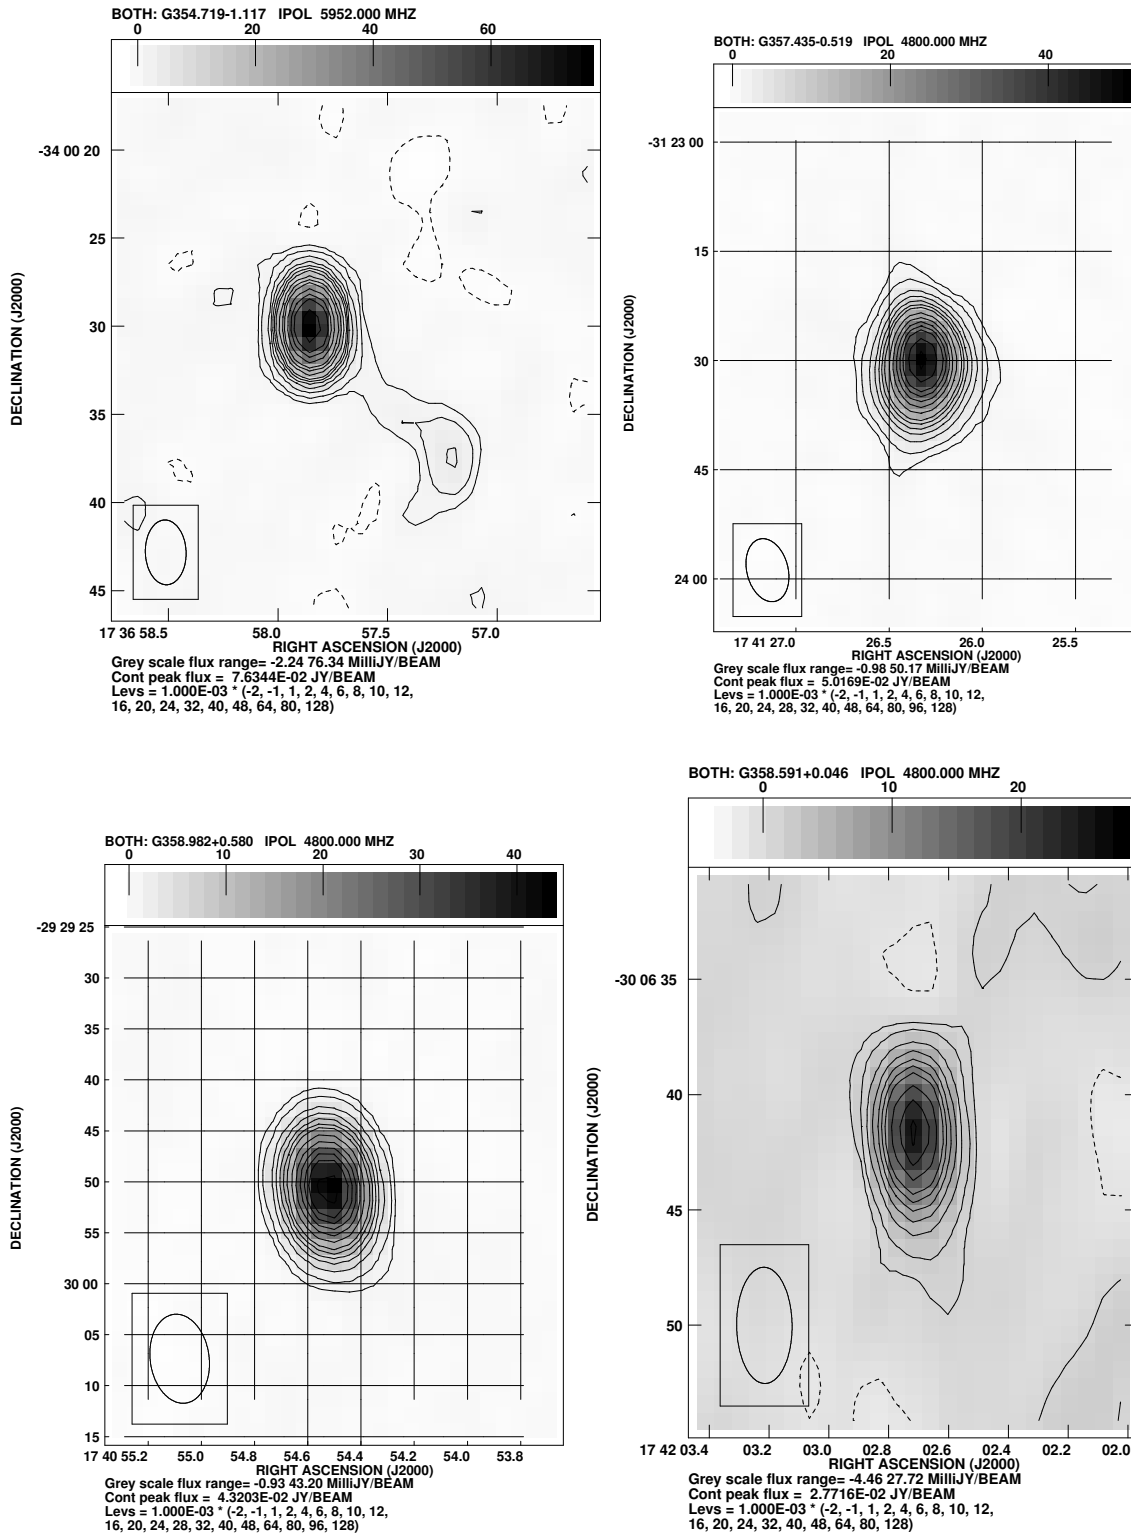 BOTH: G354.719-1.117 IPOL 5952.000 MHZ
0 20 40 60
-34 00 20
25
30
35
40
45
DECLINATION (J2000)
17 36 58.5 58.0 57.5 57.0
RIGHT ASCENSION (J2000)
Grey scale flux range= -2.24 76.34 MilliJY/BEAM
Cont peak flux = 7.6344E-02 JY/BEAM
Levs = 1.000E-03 * (-2, -1, 1, 2, 4, 6, 8, 10, 12,
16, 20, 24, 32, 40, 48, 64, 80, 128)
BOTH: G357.435-0.519 IPOL 4800.000 MHZ
0 20 40
-31 23 00
15
30
45
24 00
DECLINATION (J2000)
17 41 27.0 26.5 26.0 25.5
RIGHT ASCENSION (J2000)
Grey scale flux range= -0.98 50.17 MilliJY/BEAM
Cont peak flux = 5.0169E-02 JY/BEAM
Levs = 1.000E-03 * (-2, -1, 1, 2, 4, 6, 8, 10, 12,
16, 20, 24, 28, 32, 40, 48, 64, 80, 96, 128)
BOTH: G358.982+0.580 IPOL 4800.000 MHZ
0 10 20 30 40
-29 29 25
30
35
40
45
50
55
30 00
05
10
15
DECLINATION (J2000)
17 40 55.2 55.0 54.8 54.6 54.4 54.2 54.0 53.8
RIGHT ASCENSION (J2000)
Grey scale flux range= -0.93 43.20 MilliJY/BEAM
Cont peak flux = 4.3203E-02 JY/BEAM
Levs = 1.000E-03 * (-2, -1, 1, 2, 4, 6, 8, 10, 12,
16, 20, 24, 28, 32, 40, 48, 64, 80, 96, 128)
BOTH: G358.591+0.046 IPOL 4800.000 MHZ
0 10 20
-30 06 35
40
45
50
DECLINATION (J2000)
17 42 03.4 03.2 03.0 02.8 02.6 02.4 02.2 02.0
RIGHT ASCENSION (J2000)
Grey scale flux range= -4.46 27.72 MilliJY/BEAM
Cont peak flux = 2.7716E-02 JY/BEAM
Levs = 1.000E-03 * (-2, -1, 1, 2, 4, 6, 8, 10, 12,
16, 20, 24, 32, 40, 48, 64, 80, 128)